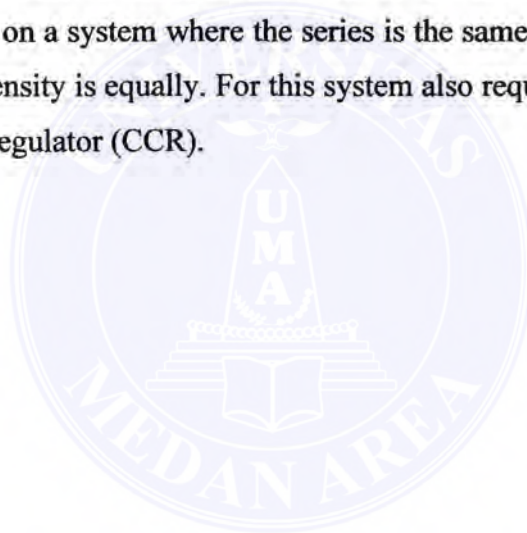 on a system where the series is the same
ensity is equally. For this system also requ
egulator (CCR).
UNIVERSITAS
UMA
MEDAN AREA